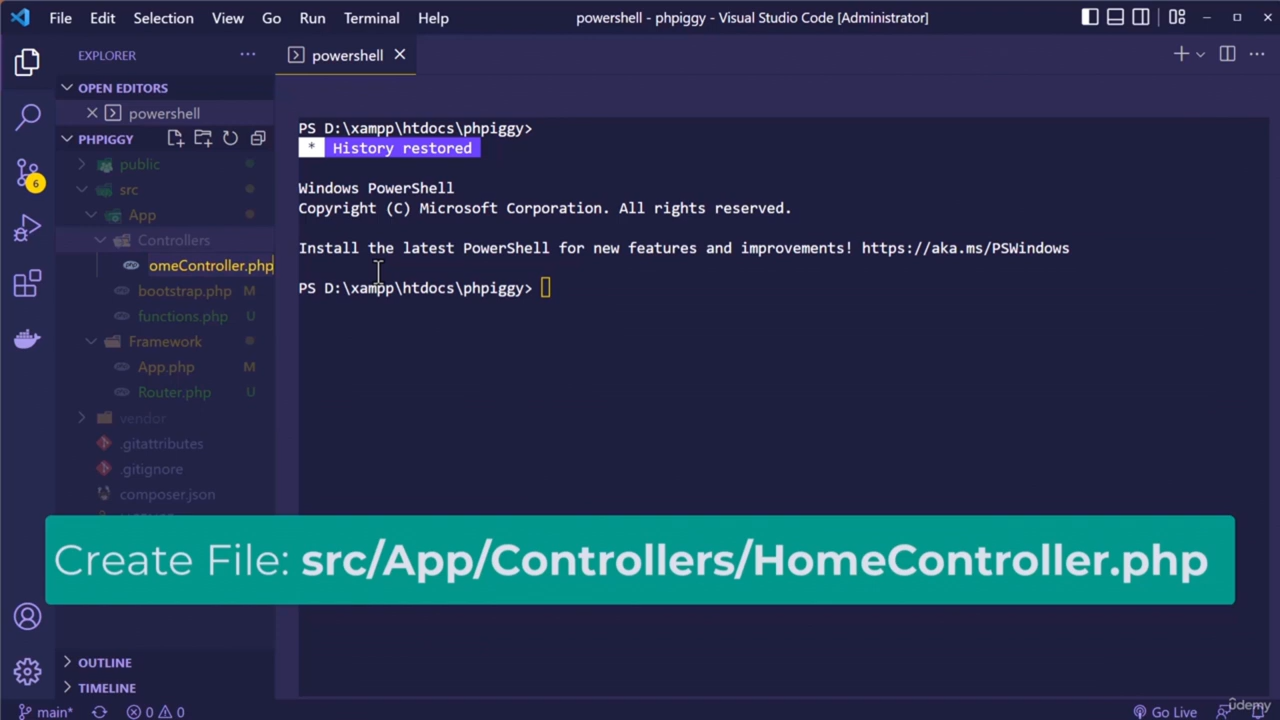 File Edit Selection View Go Run Terminal Help
powershell - phpiggy - Visual Studio Code [Administrator]
EXPLORER
powershell
OPEN EDITORS
powershell
PHPIGGY
public
src
App
Controllers
omeController.php
bootstrap.php M
functions.php U
Framework
App.php M
Router.php U
vendor
.gitattributes
.gitignore
composer.json
6
PS D:\xampp\htdocs\phpiggy>
* History restored
Windows PowerShell
Copyright (C) Microsoft Corporation. All rights reserved.
Install the latest PowerShell for new features and improvements! https://aka.ms/PSWindows
PS D:\xampp\htdocs\phpiggy>
Create File: src/App/Controllers/HomeController.php
OUTLINE
TIMELINE
main* 0 0
Go Live
udemy